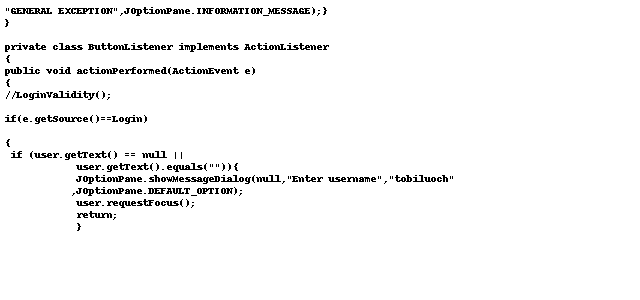 "GENERAL EXCEPTION",JOptionPane.INFORMATION_MESSAGE);}
}
private class ButtonListener implements ActionListener
{
public void actionPerformed(ActionEvent e)
{
//LoginValidity();
if(e.getSource()==Login)
{
if (user.getText() == null ||
user.getText().equals("")){
JOptionPane.showMessageDialog(null,"Enter username","tobiluoch"
,JOptionPane.DEFAULT_OPTION);
user.requestFocus();
return;
}